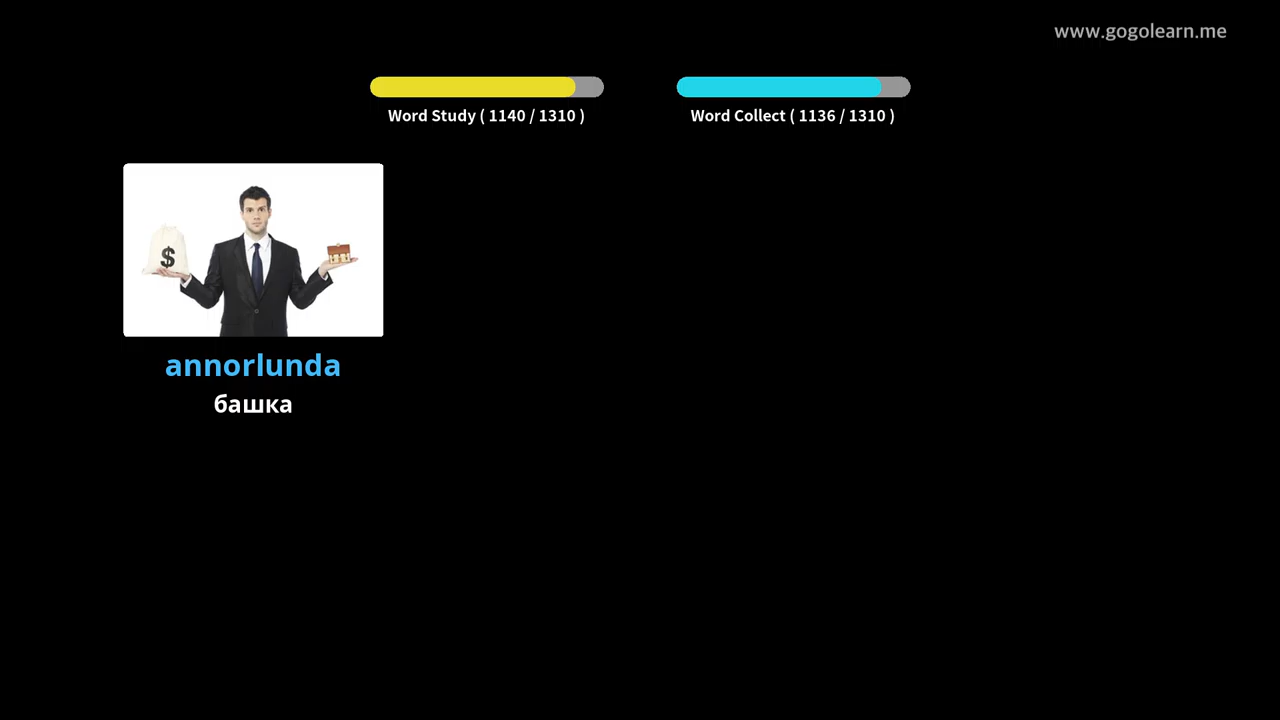 www.gogolearn.me
Word Study ( 1140 / 1310 )
Word Collect ( 1136 / 1310 )
$
annorlunda
башка